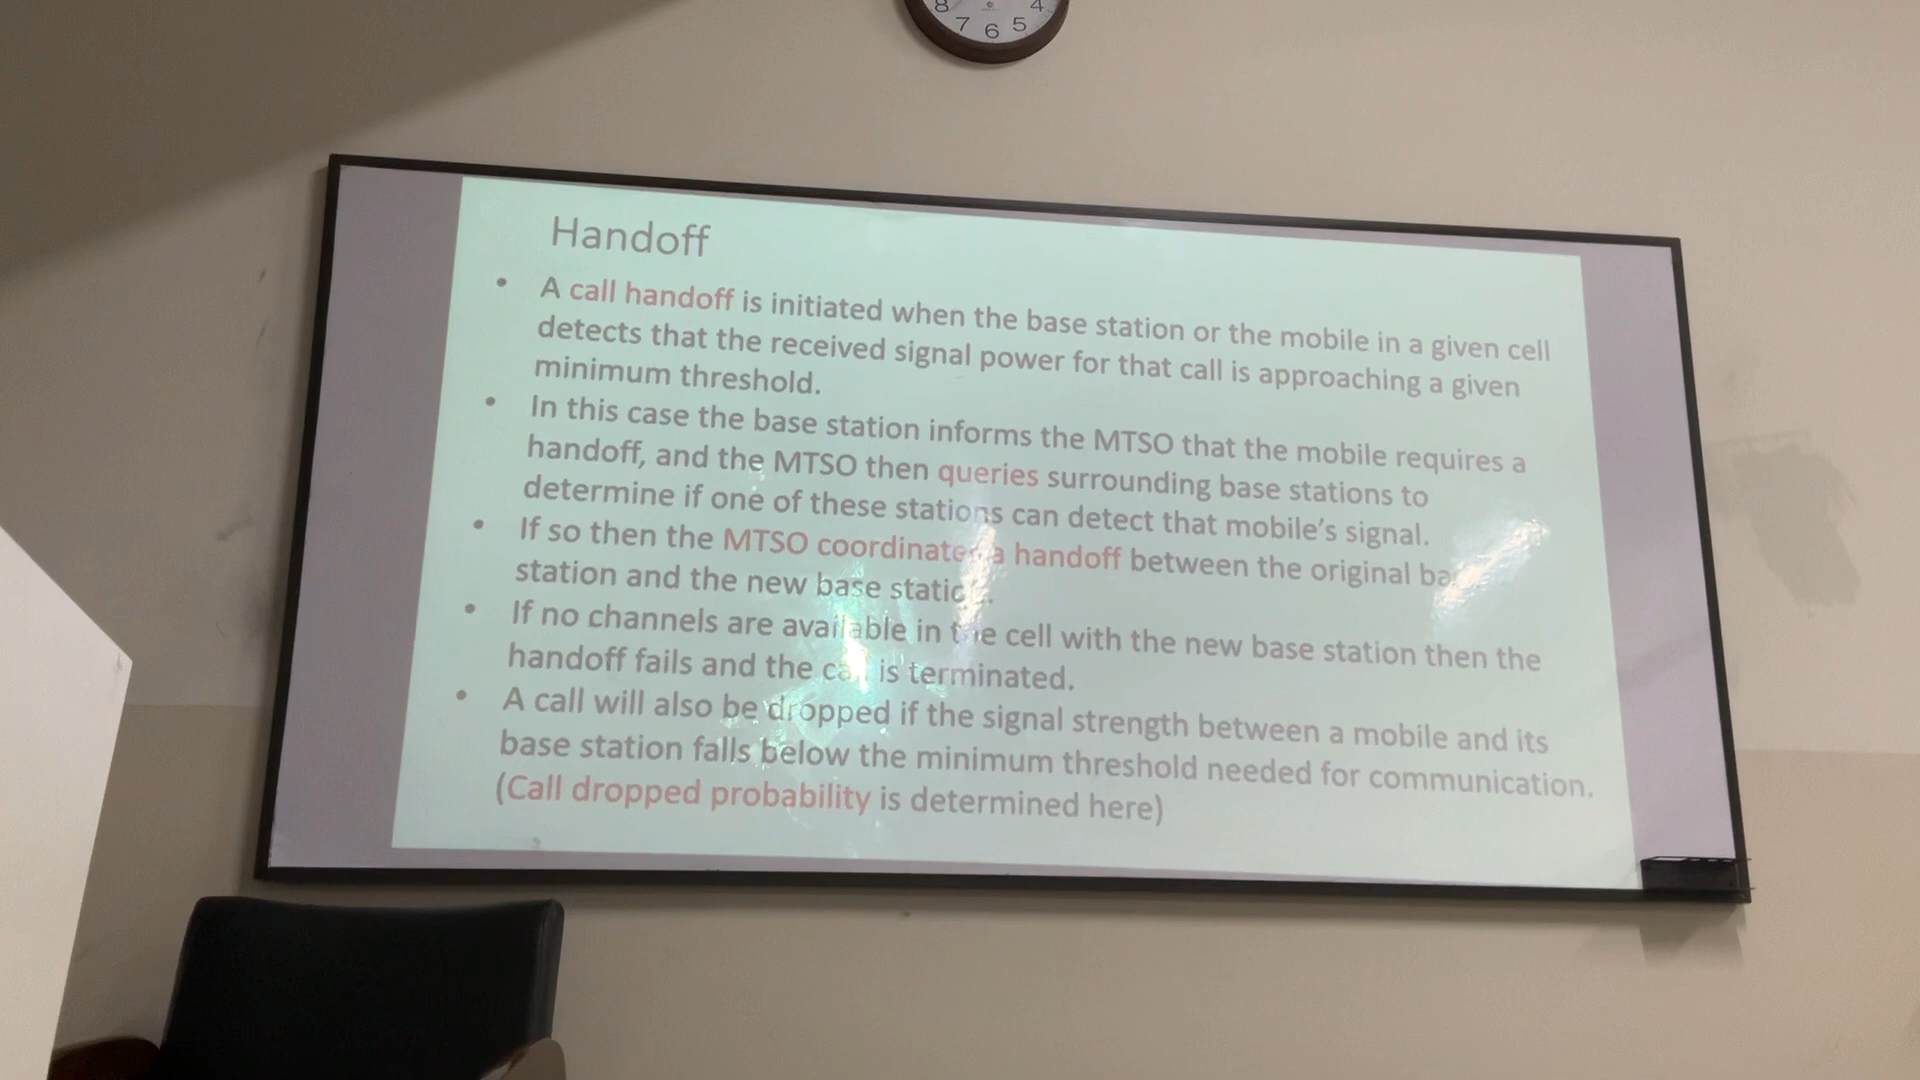 8 7 6 5 4
Handoff
• A call handoff is initiated when the base station or the mobile in a given cell
detects that the received signal power for that call is approaching a given
minimum threshold.
• In this case the base station informs the MTSO that the mobile requires a
handoff, and the MTSO then queries surrounding base stations to
determine if one of these stations can detect that mobile's signal.
• If so then the MTSO coordinates a handoff between the original
station and the new base station.
• If no channels are available in the cell with the new base station then the
handoff fails and the call is terminated.
• A call will also be dropped if the signal strength between a mobile and its
base station falls below the minimum threshold needed for communication.
(Call dropped probability is determined here)